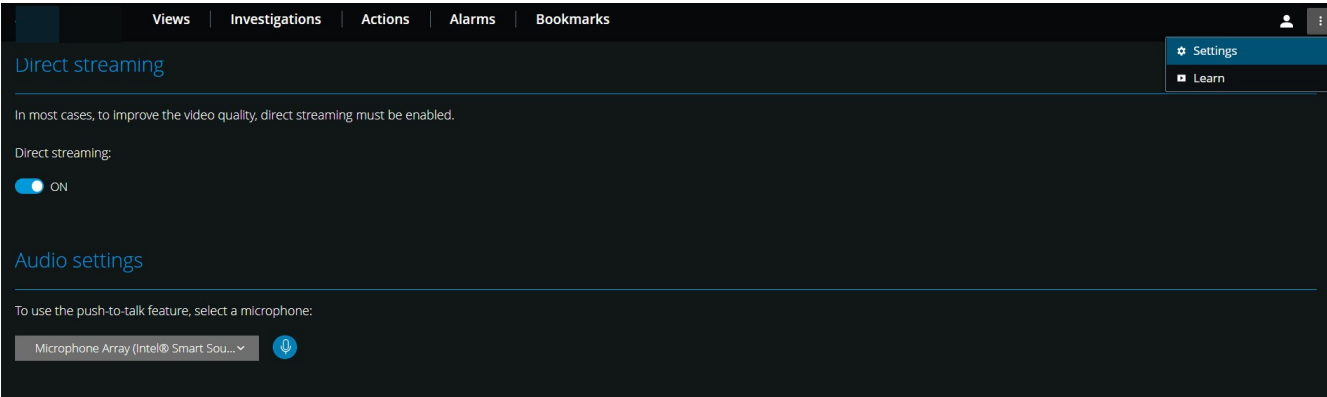 Views Investigations Actions Alarms Bookmarks
Settings
Learn
Direct streaming
In most cases, to improve the video quality, direct streaming must be enabled.
Direct streaming:
ON
Audio settings
To use the push-to-talk feature, select a microphone:
Microphone Array (Intel® Smart Sou...